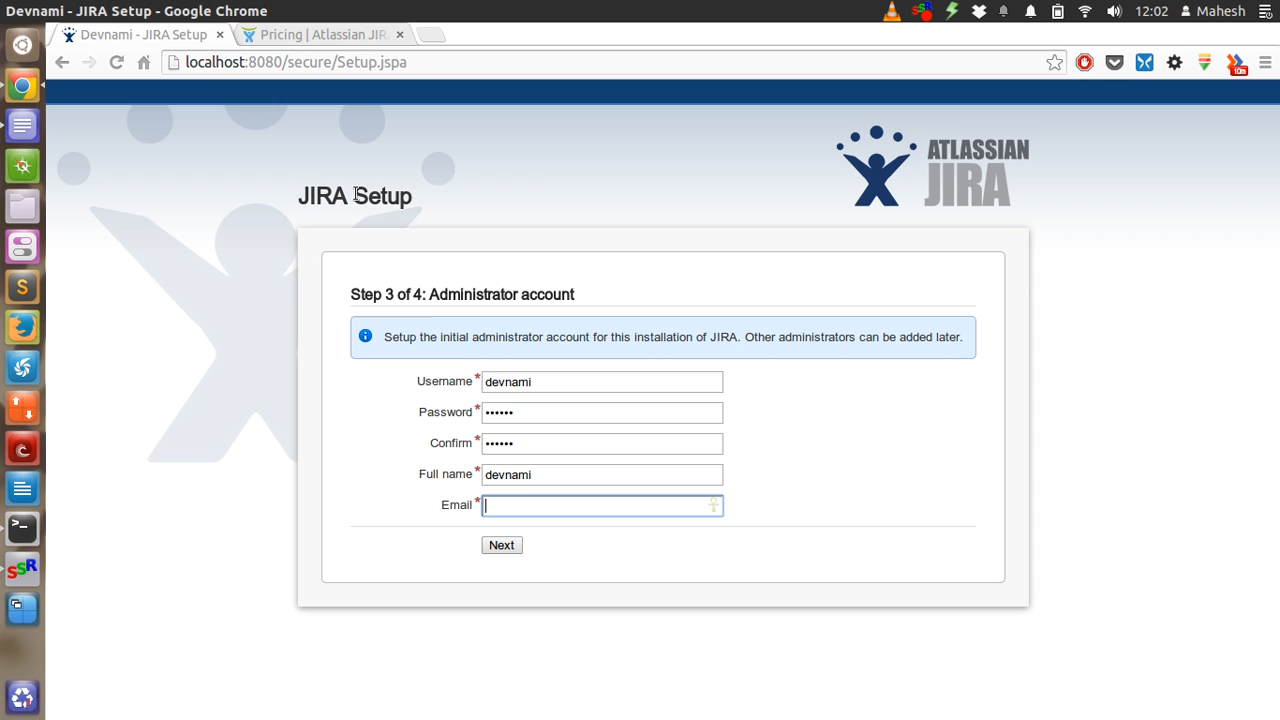 Devnami - JIRA Setup - Google Chrome
12:02 Mahesh
Devnami - JIRA Setup
Pricing | Atlassian JIR
localhost:8080/secure/Setup.jspa
10m
ATLASSIAN
JIRA
JIRA Setup
Step 3 of 4: Administrator account
Setup the initial administrator account for this installation of JIRA. Other administrators can be added later.
Username * devnami
Password * ••••••
Confirm * ••••••
Full name * devnami
Email *
Next
S
SSR